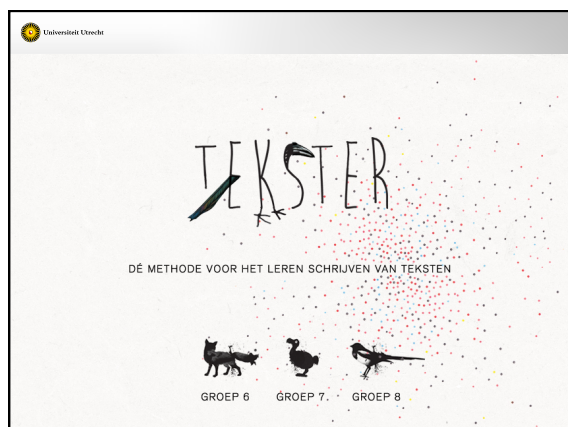 Universiteit Utrecht
TEKSTER
DÉ METHODE VOOR HET LEREN SCHRIJVEN VAN TEKSTEN
GROEP 6 GROEP 7. GROEP 8